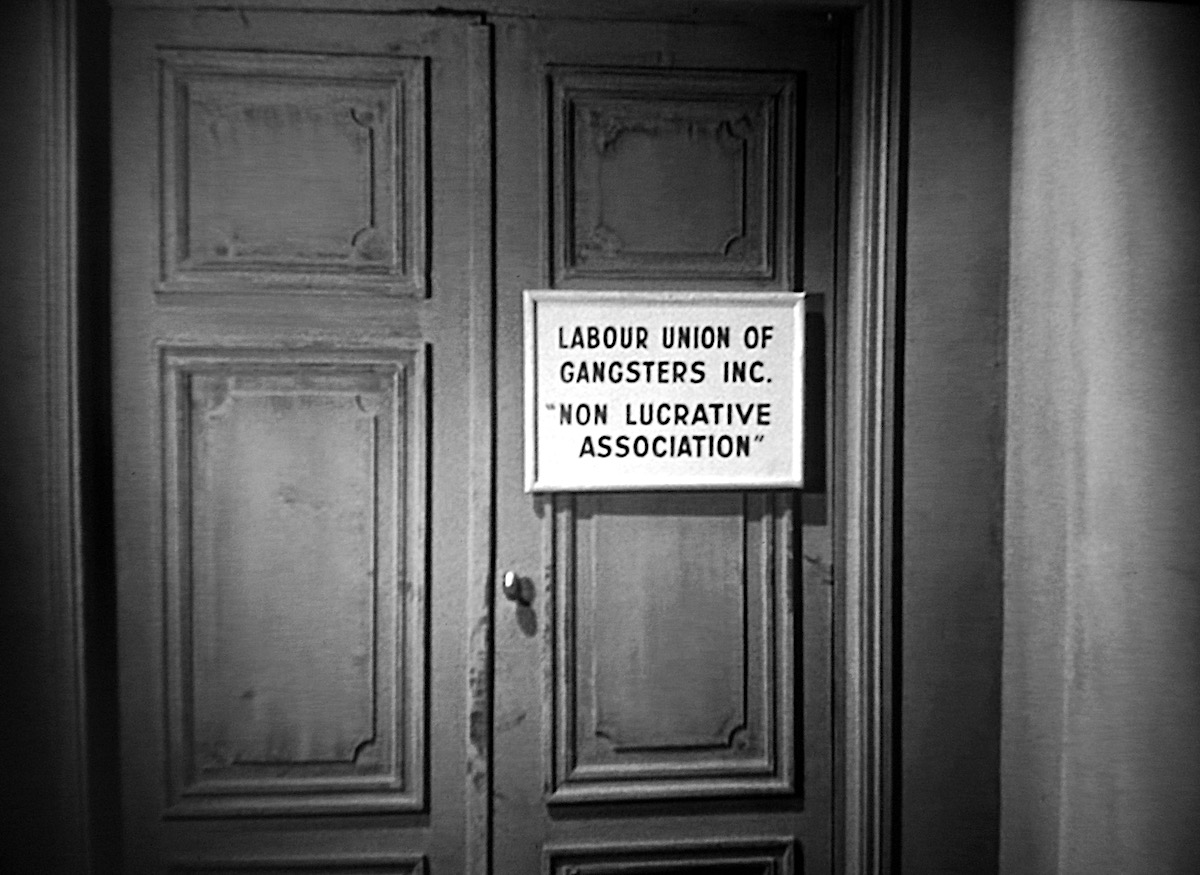 LABOUR UNION OF
GANGSTERS INC.
"NON LUCRATIVE
ASSOCIATION"